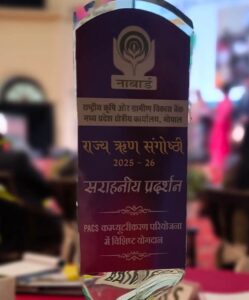 नाबार्ड
राष्ट्रीय कृषि और ग्रामीण विकास बैंक
मध्य प्रदेश क्षेत्रीय कार्यालय, भोपाल
राज्य ऋण संगोष्ठी
2025 - 26
सराहनीय प्रदर्शन
PACS कम्प्यूटरीकरण परियोजना
में विशिष्ट योगदान